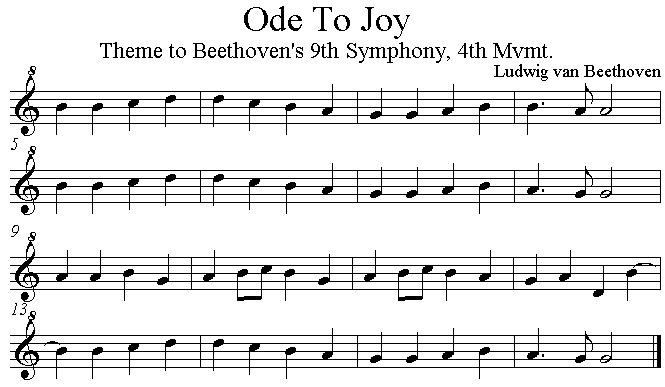 Ode To Joy
Theme to Beethoven's 9th Symphony, 4th Mvmt.
Ludwig van Beethoven
8
5
8
9
8
13
8